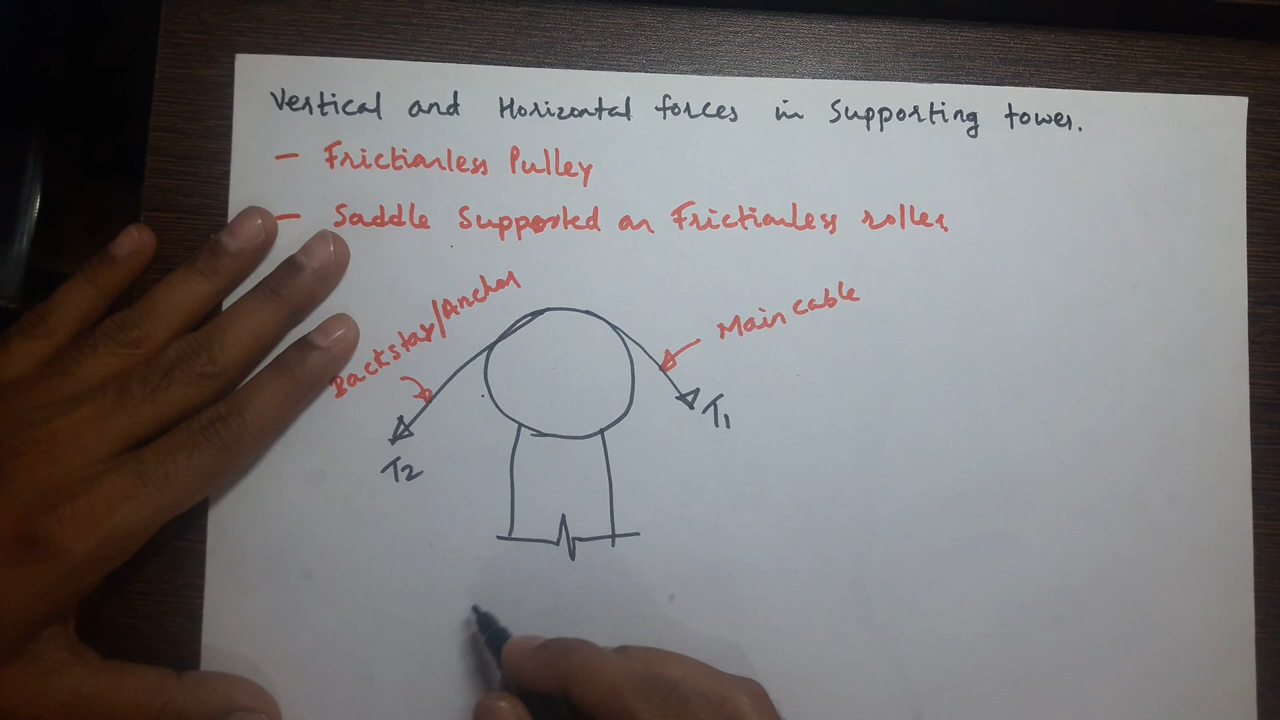 Vertical and Horizontal forces in Supporting tower.
- Frictionless Pulley
- Saddle Supported on Frictionless roller
Backstay/Anchor
Main cable
T1
T2